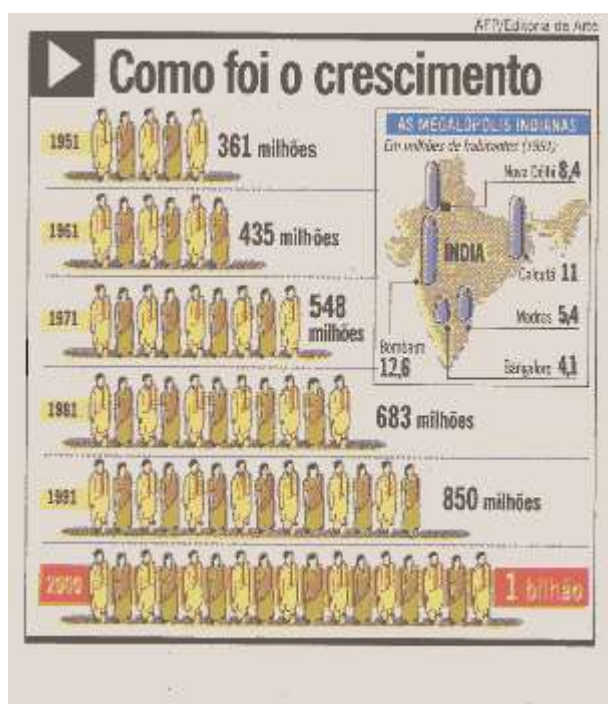 AFP/Editoria de Arte
Como foi o crescimento
1951
361 milhões
1961
435 milhões
1971
548
milhões
1981
683 milhões
1991
850 milhões
2000
1 bilhão
AS MEGALÓPOLIS INDIANAS
Em milhões de habitantes (1991)
Nova Délhi 8,4
ÍNDIA
Calcutá 11
Madras 5,4
Bombaim
12,6
Bangalore 4,1